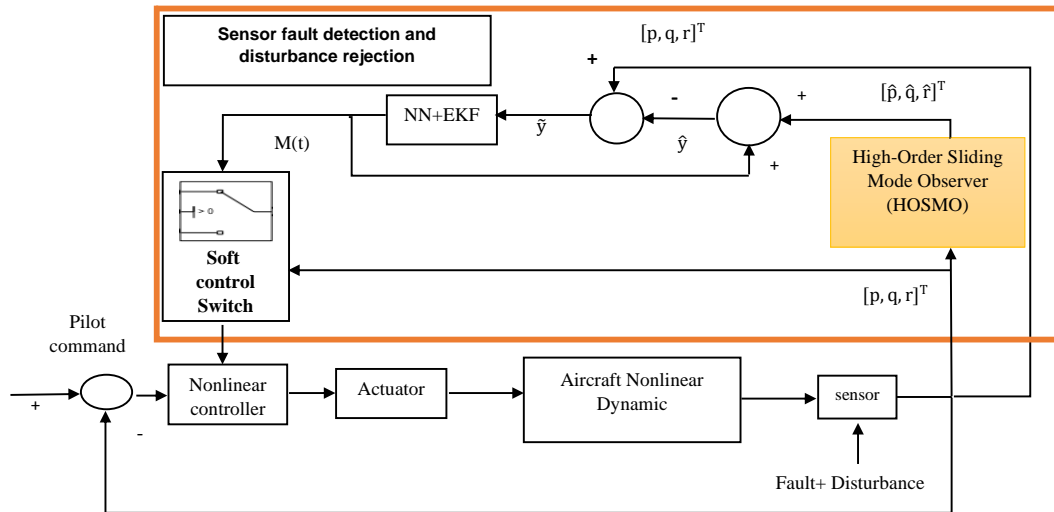 Sensor fault detection and
disturbance rejection
[p, q, r]ᵀ
+
-
+
[p̂, q̂, r̂]ᵀ
NN+EKF
ỹ
ŷ
+
M(t)
High-Order Sliding
Mode Observer
(HOSMO)
> 0
Soft
control
Switch
[p, q, r]ᵀ
Pilot
command
+
-
Nonlinear
controller
Actuator
Aircraft Nonlinear
Dynamic
sensor
Fault+ Disturbance